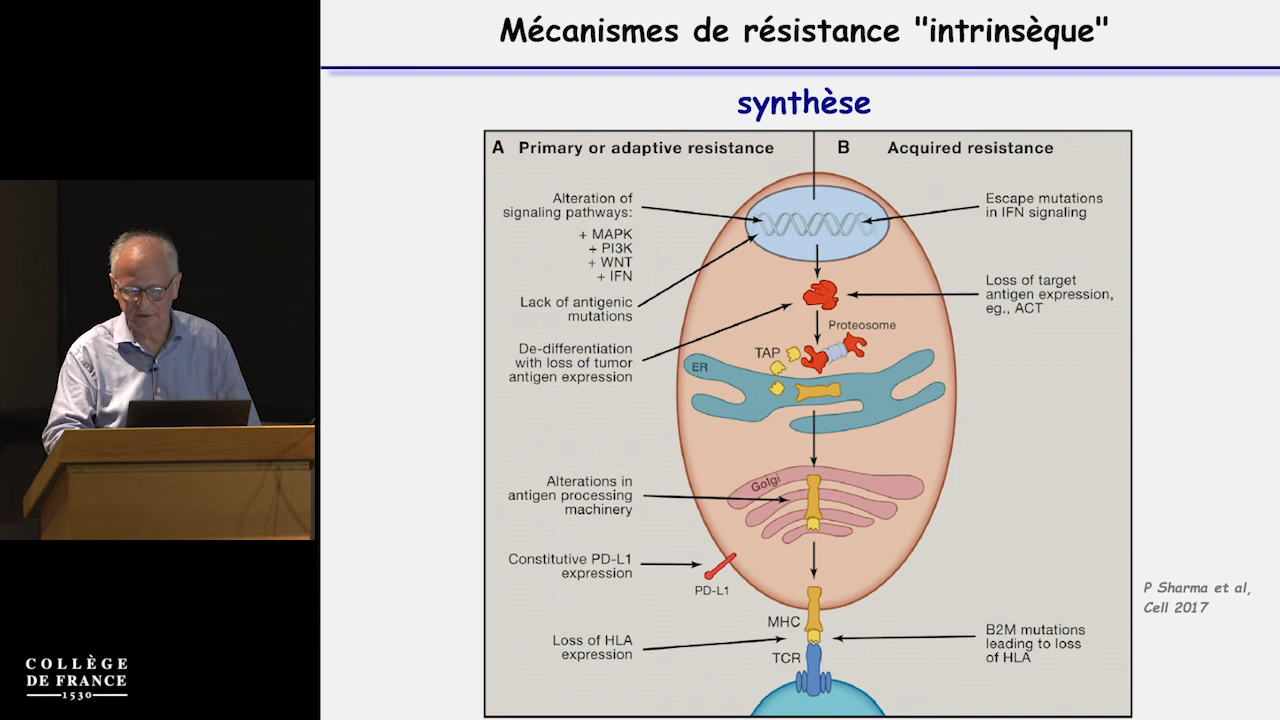 Mécanismes de résistance "intrinsèque"
synthèse
A Primary or adaptive resistance
B Acquired resistance
Alteration of
signaling pathways:
+ MAPK
+ PI3K
+ WNT
+ IFN
Lack of antigenic
mutations
De-differentiation
with loss of tumor
antigen expression
Alterations in
antigen processing
machinery
Constitutive PD-L1
expression
Loss of HLA
expression
Escape mutations
in IFN signaling
Loss of target
antigen expression,
eg., ACT
B2M mutations
leading to loss
of HLA
Proteosome
TAP
ER
Golgi
PD-L1
MHC
TCR
P Sharma et al,
Cell 2017
COLLÈGE
DE FRANCE
1530